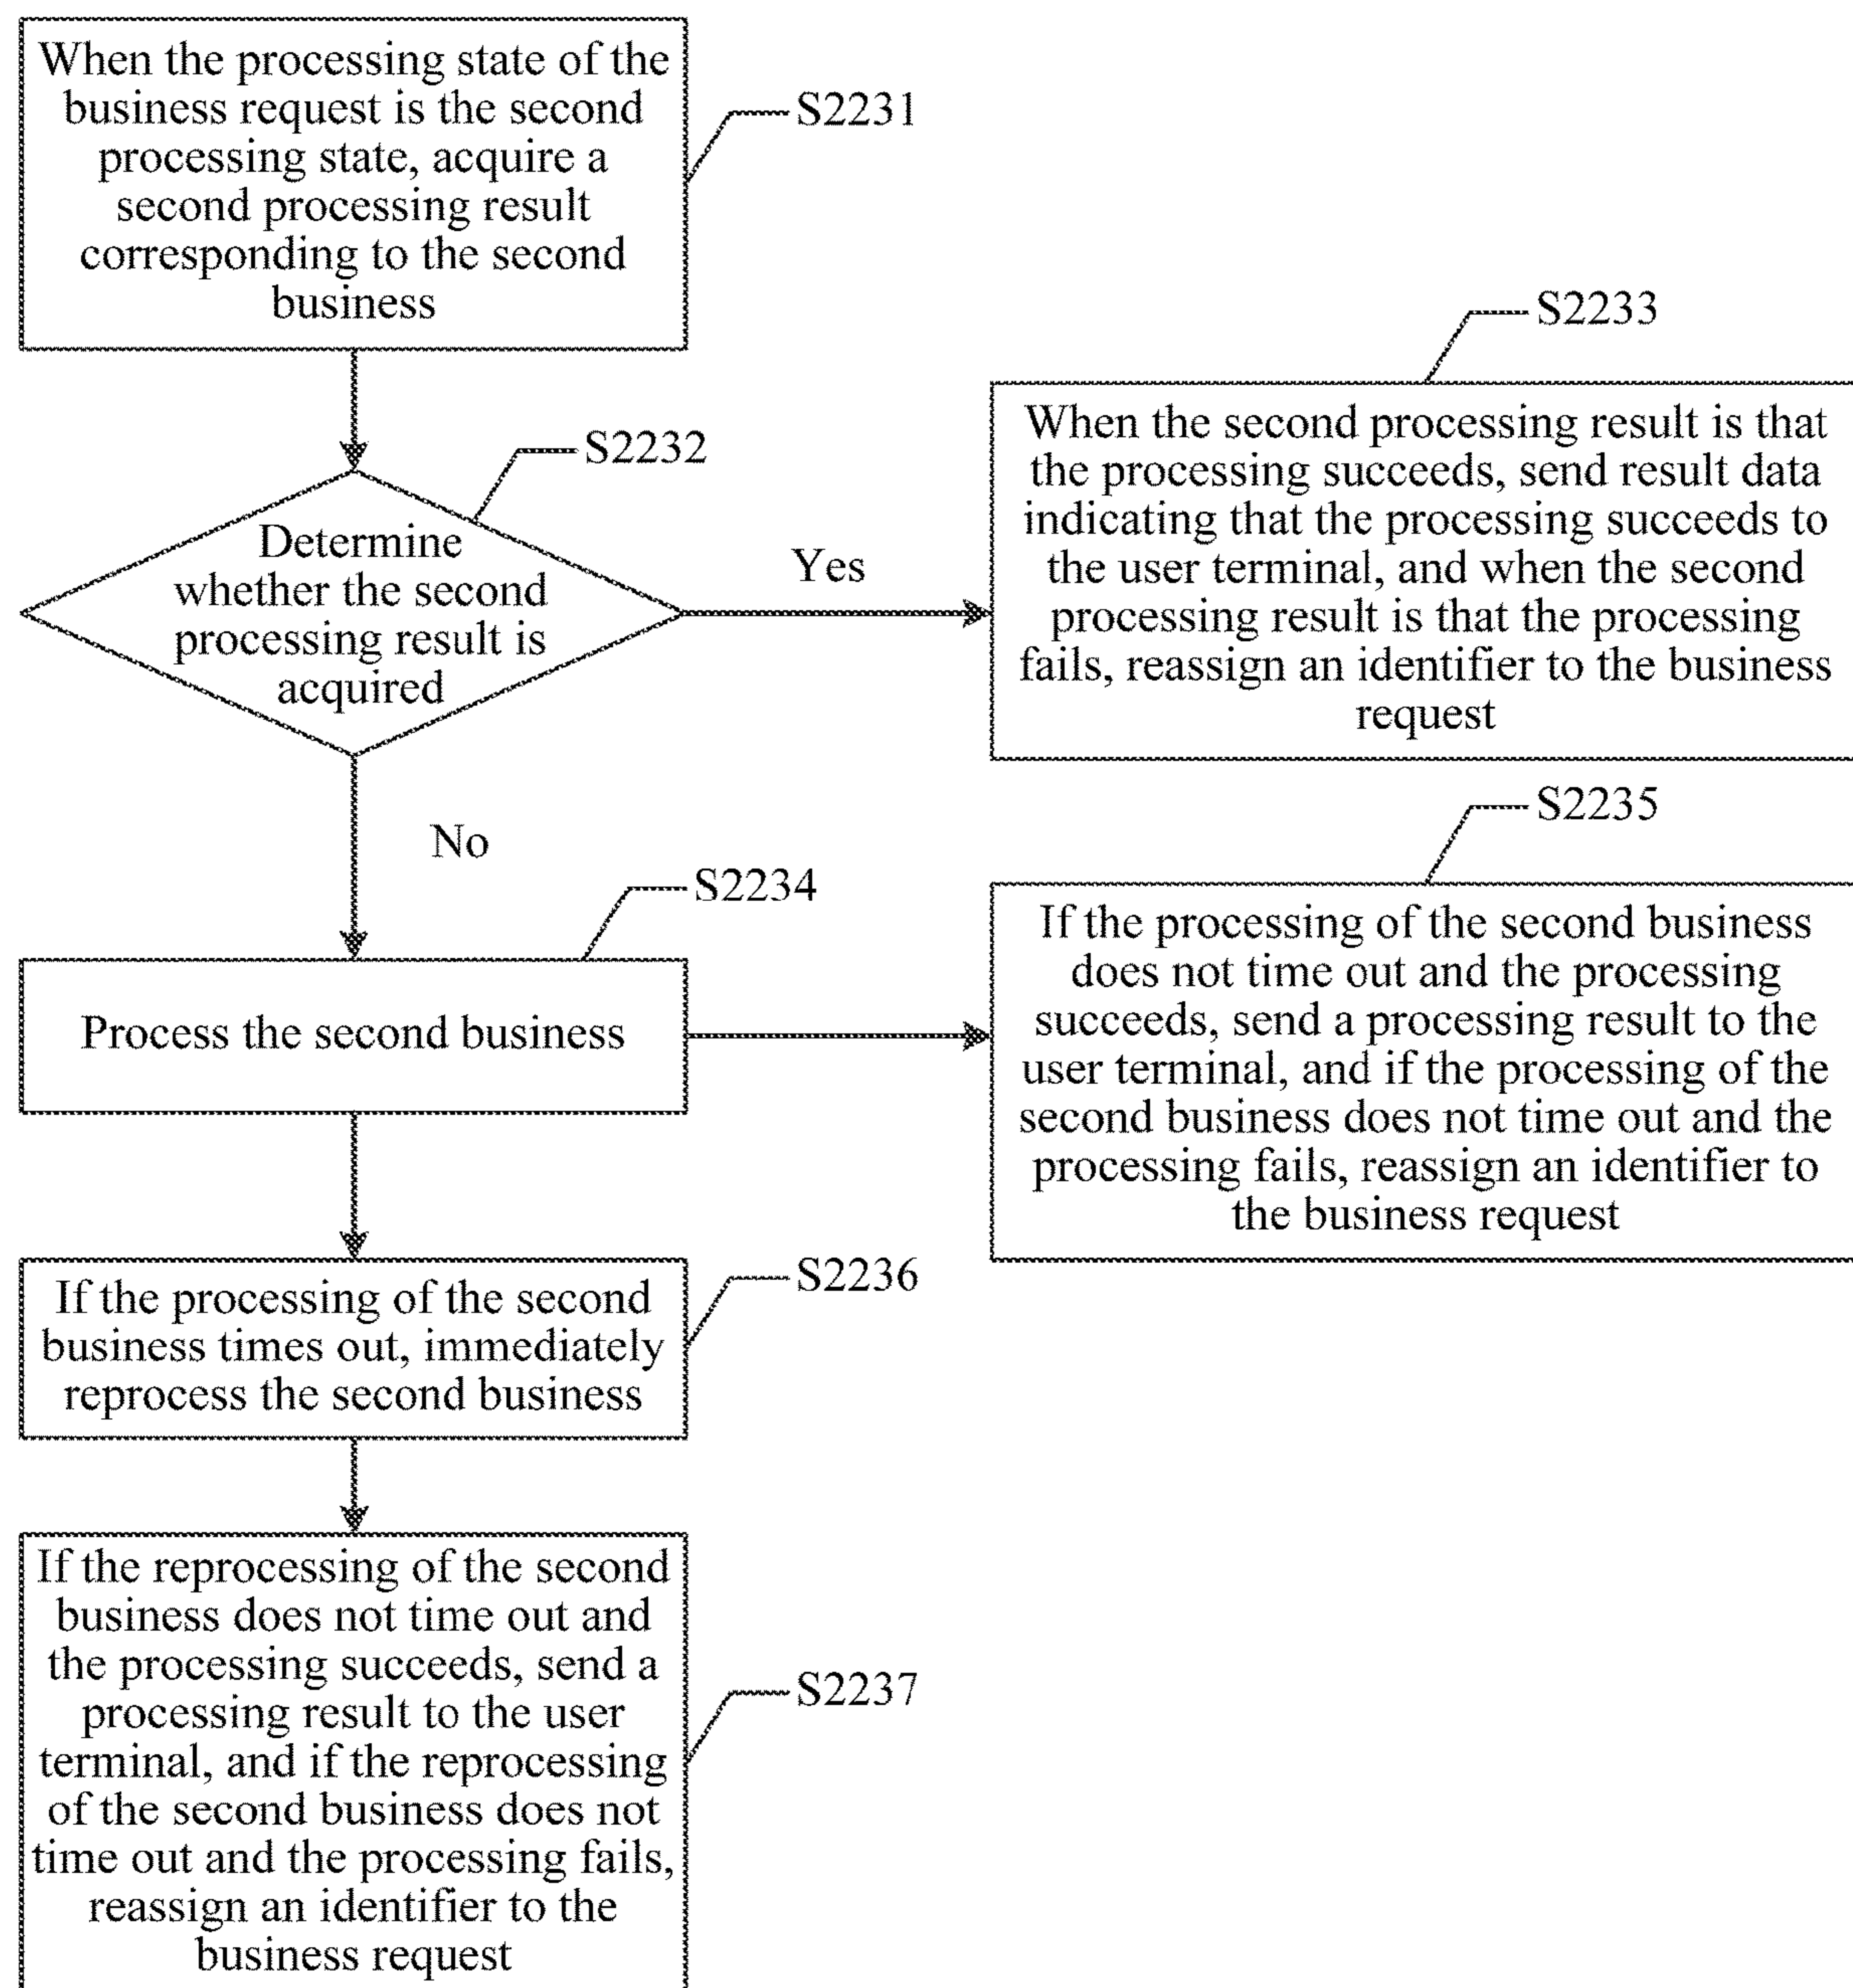 When the processing state of the
business request is the second
processing state, acquire a
second processing result
corresponding to the second
business
S2231
S2232
Determine
whether the second
processing result is
acquired
Yes
S2233
When the second processing result is that
the processing succeeds, send result data
indicating that the processing succeeds to
the user terminal, and when the second
processing result is that the processing
fails, reassign an identifier to the business
request
No
S2234
Process the second business
S2235
If the processing of the second business
does not time out and the processing
succeeds, send a processing result to the
user terminal, and if the processing of the
second business does not time out and the
processing fails, reassign an identifier to
the business request
S2236
If the processing of the second
business times out, immediately
reprocess the second business
If the reprocessing of the second
business does not time out and
the processing succeeds, send a
processing result to the user
terminal, and if the reprocessing
of the second business does not
time out and the processing fails,
reassign an identifier to the
business request
S2237